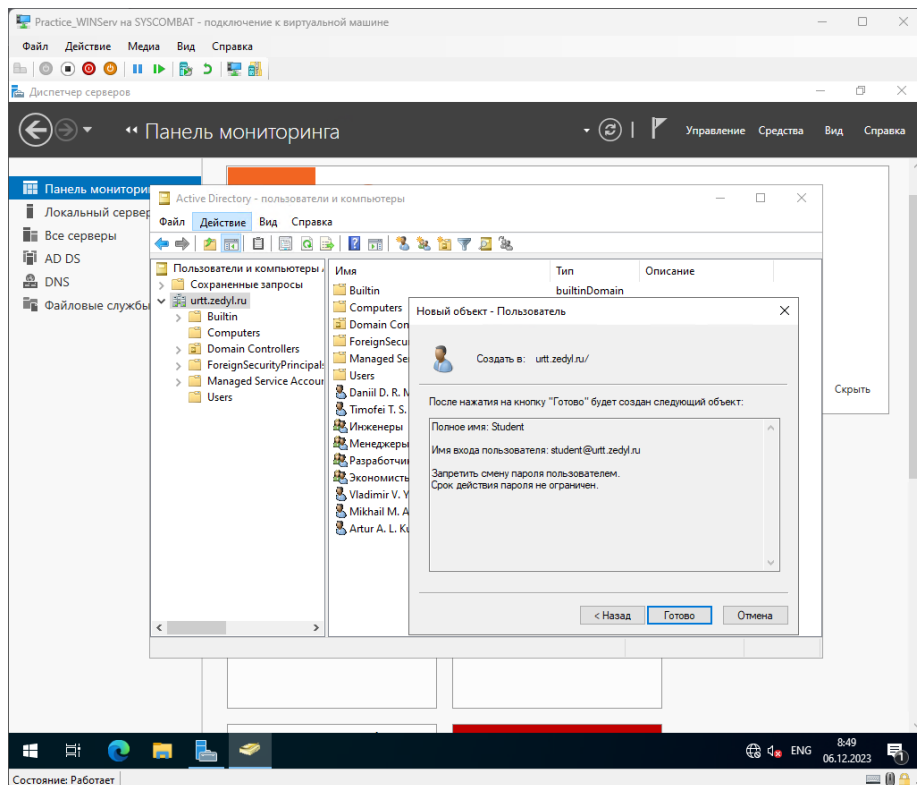 Practice_WINServ на SYSCOMBAT - подключение к виртуальной машине
Файл Действие Медиа Вид Справка
Диспетчер серверов
Панель мониторинга
Управление Средства Вид Справка
Панель монитори
Локальный сервер
Все серверы
AD DS
DNS
Файловые службы
Скрыть
Active Directory - пользователи и компьютеры
Файл Действие Вид Справка
Пользователи и компьютеры
Сохраненные запросы
urtt.zedyl.ru
Builtin
Computers
Domain Controllers
ForeignSecurityPrincipals
Managed Service Accour
Users
Имя Тип Описание
Builtin builtinDomain
Computers
Domain Con
ForeignSecu
Managed Se
Users
Daniil D. R. M
Timofei T. S.
Инженеры
Менеджеры
Разработчи
Экономисть
Vladimir V. Y
Mikhail M. A
Artur A. L. Ku
Новый объект - Пользователь
Создать в: urtt.zedyl.ru/
После нажатия на кнопку "Готово" будет создан следующий объект:
Полное имя: Student
Имя входа пользователя: student@urtt.zedyl.ru
Запретить смену пароля пользователем.
Срок действия пароля не ограничен.
< Назад Готово Отмена
ENG
8:49
06.12.2023
1
Состояние: Работает